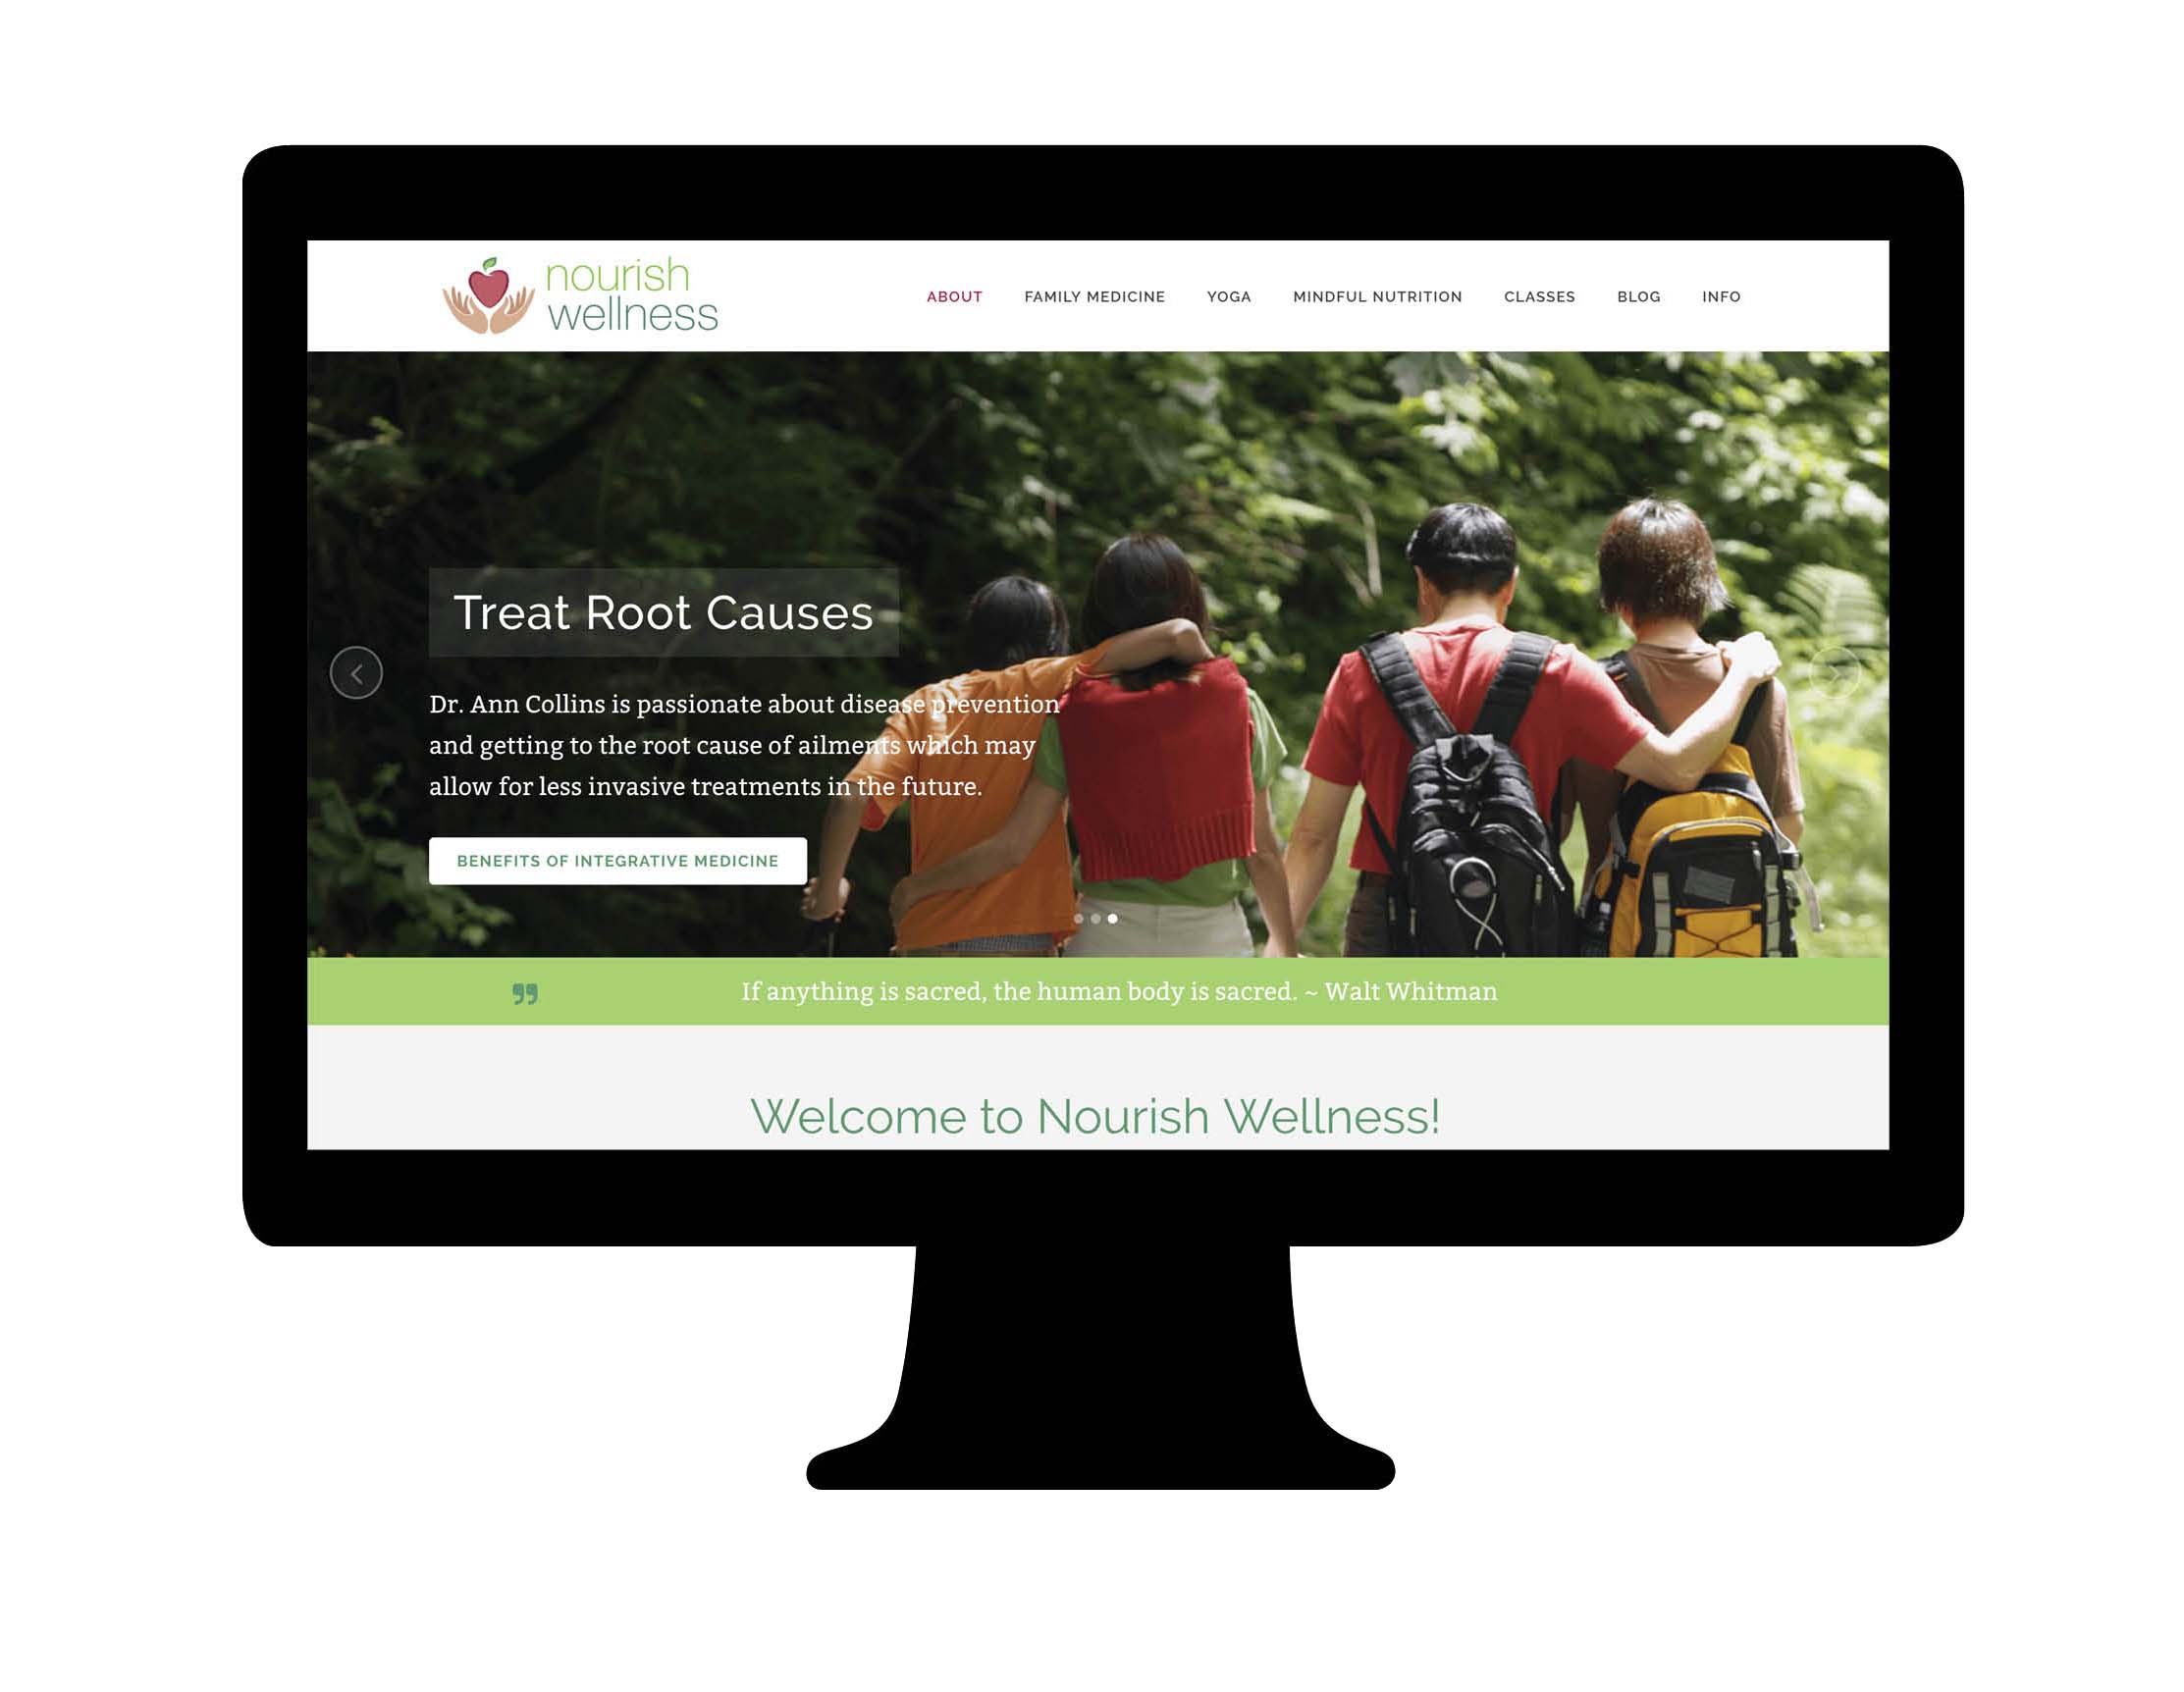 nourish
wellness
ABOUT FAMILY MEDICINE YOGA MINDFUL NUTRITION CLASSES BLOG INFO
Treat Root Causes
Dr. Ann Collins is passionate about disease prevention
and getting to the root cause of ailments which may
allow for less invasive treatments in the future.
BENEFITS OF INTEGRATIVE MEDICINE
” If anything is sacred, the human body is sacred. ~ Walt Whitman
Welcome to Nourish Wellness!